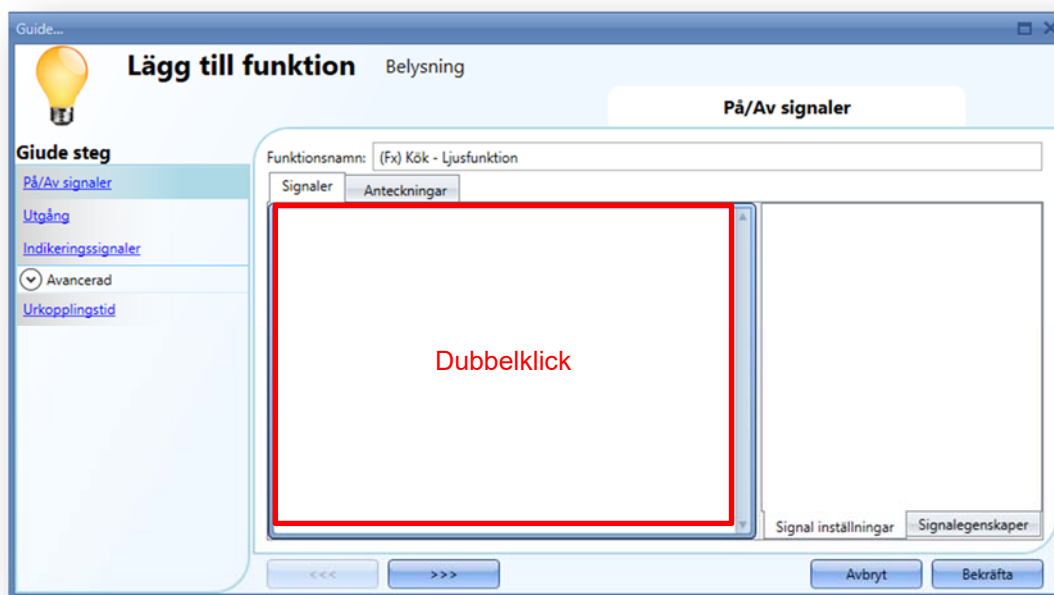 Guide...
Lägg till funktion Belysning
På/Av signaler
Giude steg
På/Av signaler
Utgång
Indikeringssignaler
Avancerad
Urkopplingstid
Funktionsnamn: (Fx) Kök - Ljusfunktion
Signaler Anteckningar
Dubbelklick
Signal inställningar Signalegenskaper
<<< >>> Avbryt Bekräfta